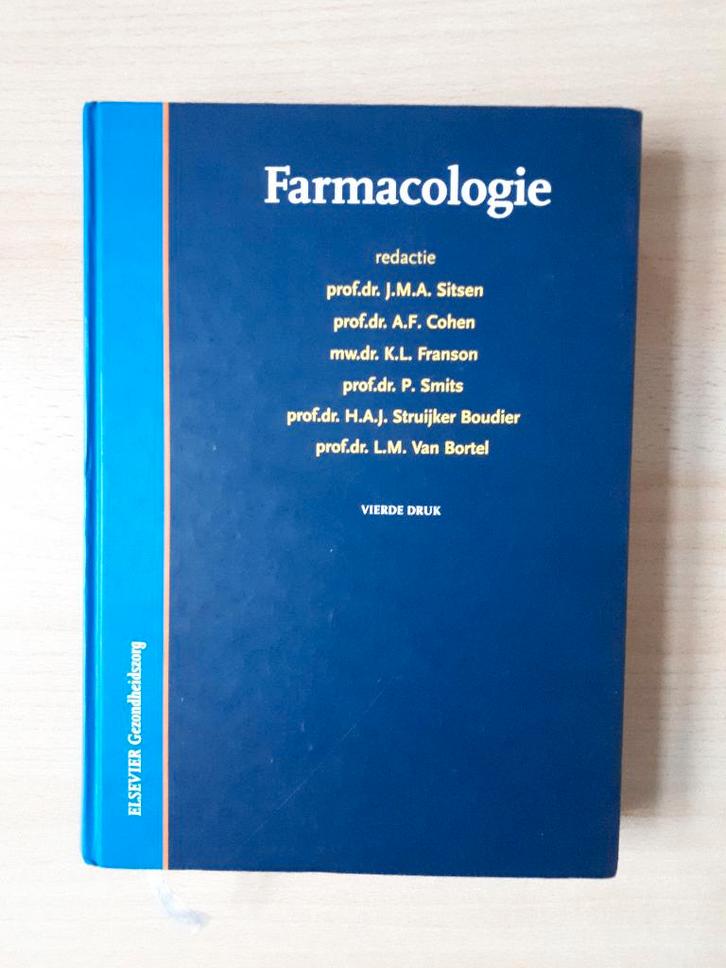 Farmacologie
redactie
prof.dr. J.M.A. Sitsen
prof.dr. A.F. Cohen
mw.dr. K.L. Franson
prof.dr. P. Smits
prof.dr. H.A.J. Struijker Boudier
prof.dr. L.M. Van Bortel
VIERDE DRUK
ELSEVIER Gezondheidszorg